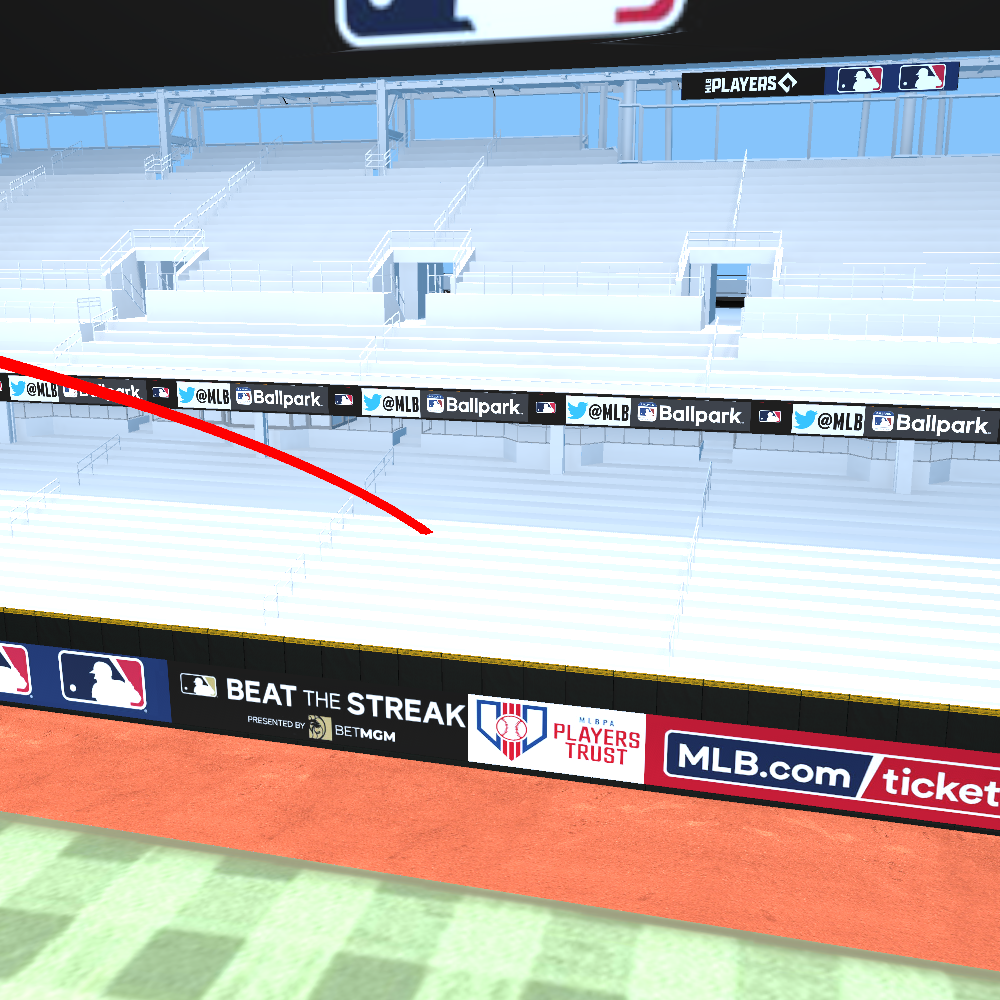 MLB PLAYERS
@MLB Ballpark @MLB Ballpark. @MLB Ballpark. @MLB Ballpark. @MLB Ballpark.
BEAT THE STREAK
PRESENTED BY BETMGM
MLBPA
PLAYERS
TRUST
MLB.com/ticket